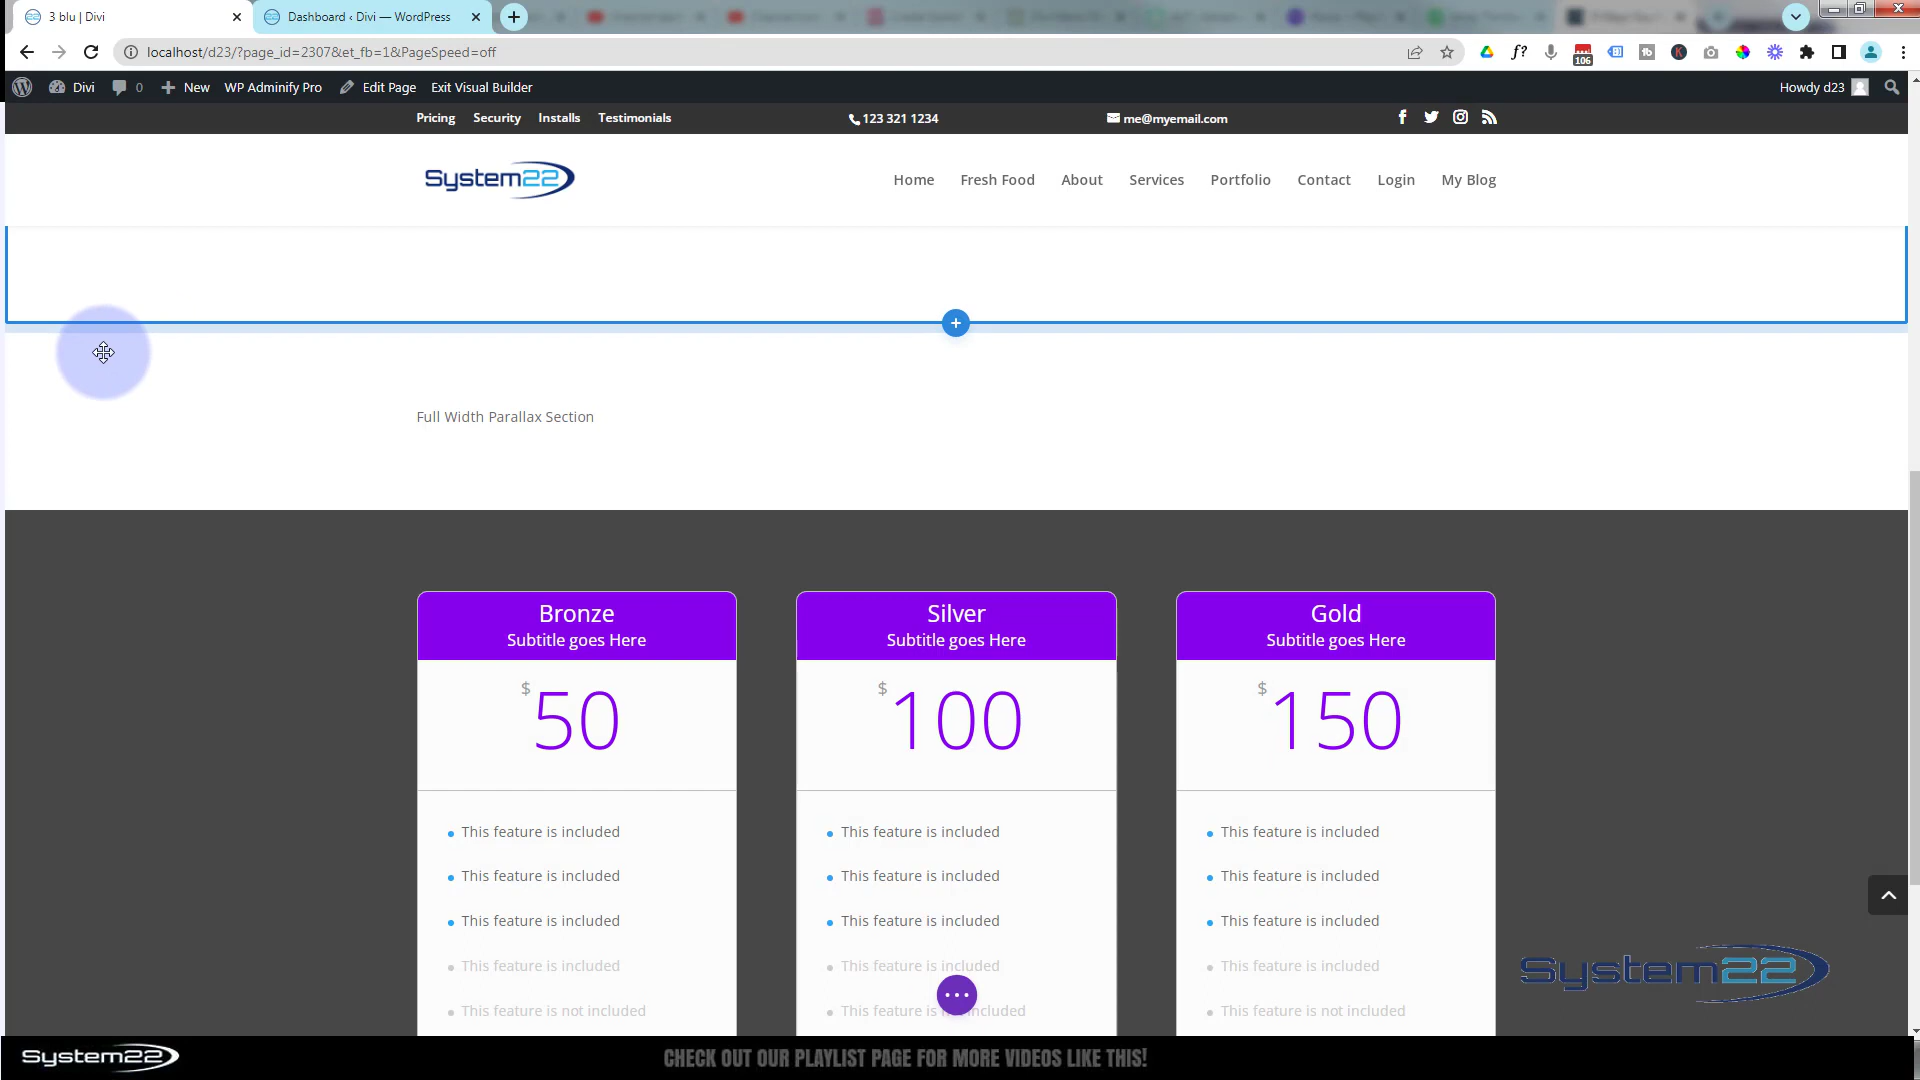 3 blu | Divi
Dashboard ‹ Divi — WordPress
localhost/d23/?page_id=2307&et_fb=1&PageSpeed=off
106
Divi 0 New WP Adminify Pro Edit Page Exit Visual Builder Howdy d23
Pricing Security Installs Testimonials 123 321 1234 me@myemail.com
System22 Home Fresh Food About Services Portfolio Contact Login My Blog
Full Width Parallax Section
Bronze
Subtitle goes Here
$50
This feature is included
This feature is included
This feature is included
This feature is included
This feature is not included
Silver
Subtitle goes Here
$100
This feature is included
This feature is included
This feature is included
This feature is included
This feature is included
Gold
Subtitle goes Here
$150
This feature is included
This feature is included
This feature is included
This feature is included
This feature is not included
System22
System22 CHECK OUT OUR PLAYLIST PAGE FOR MORE VIDEOS LIKE THIS!